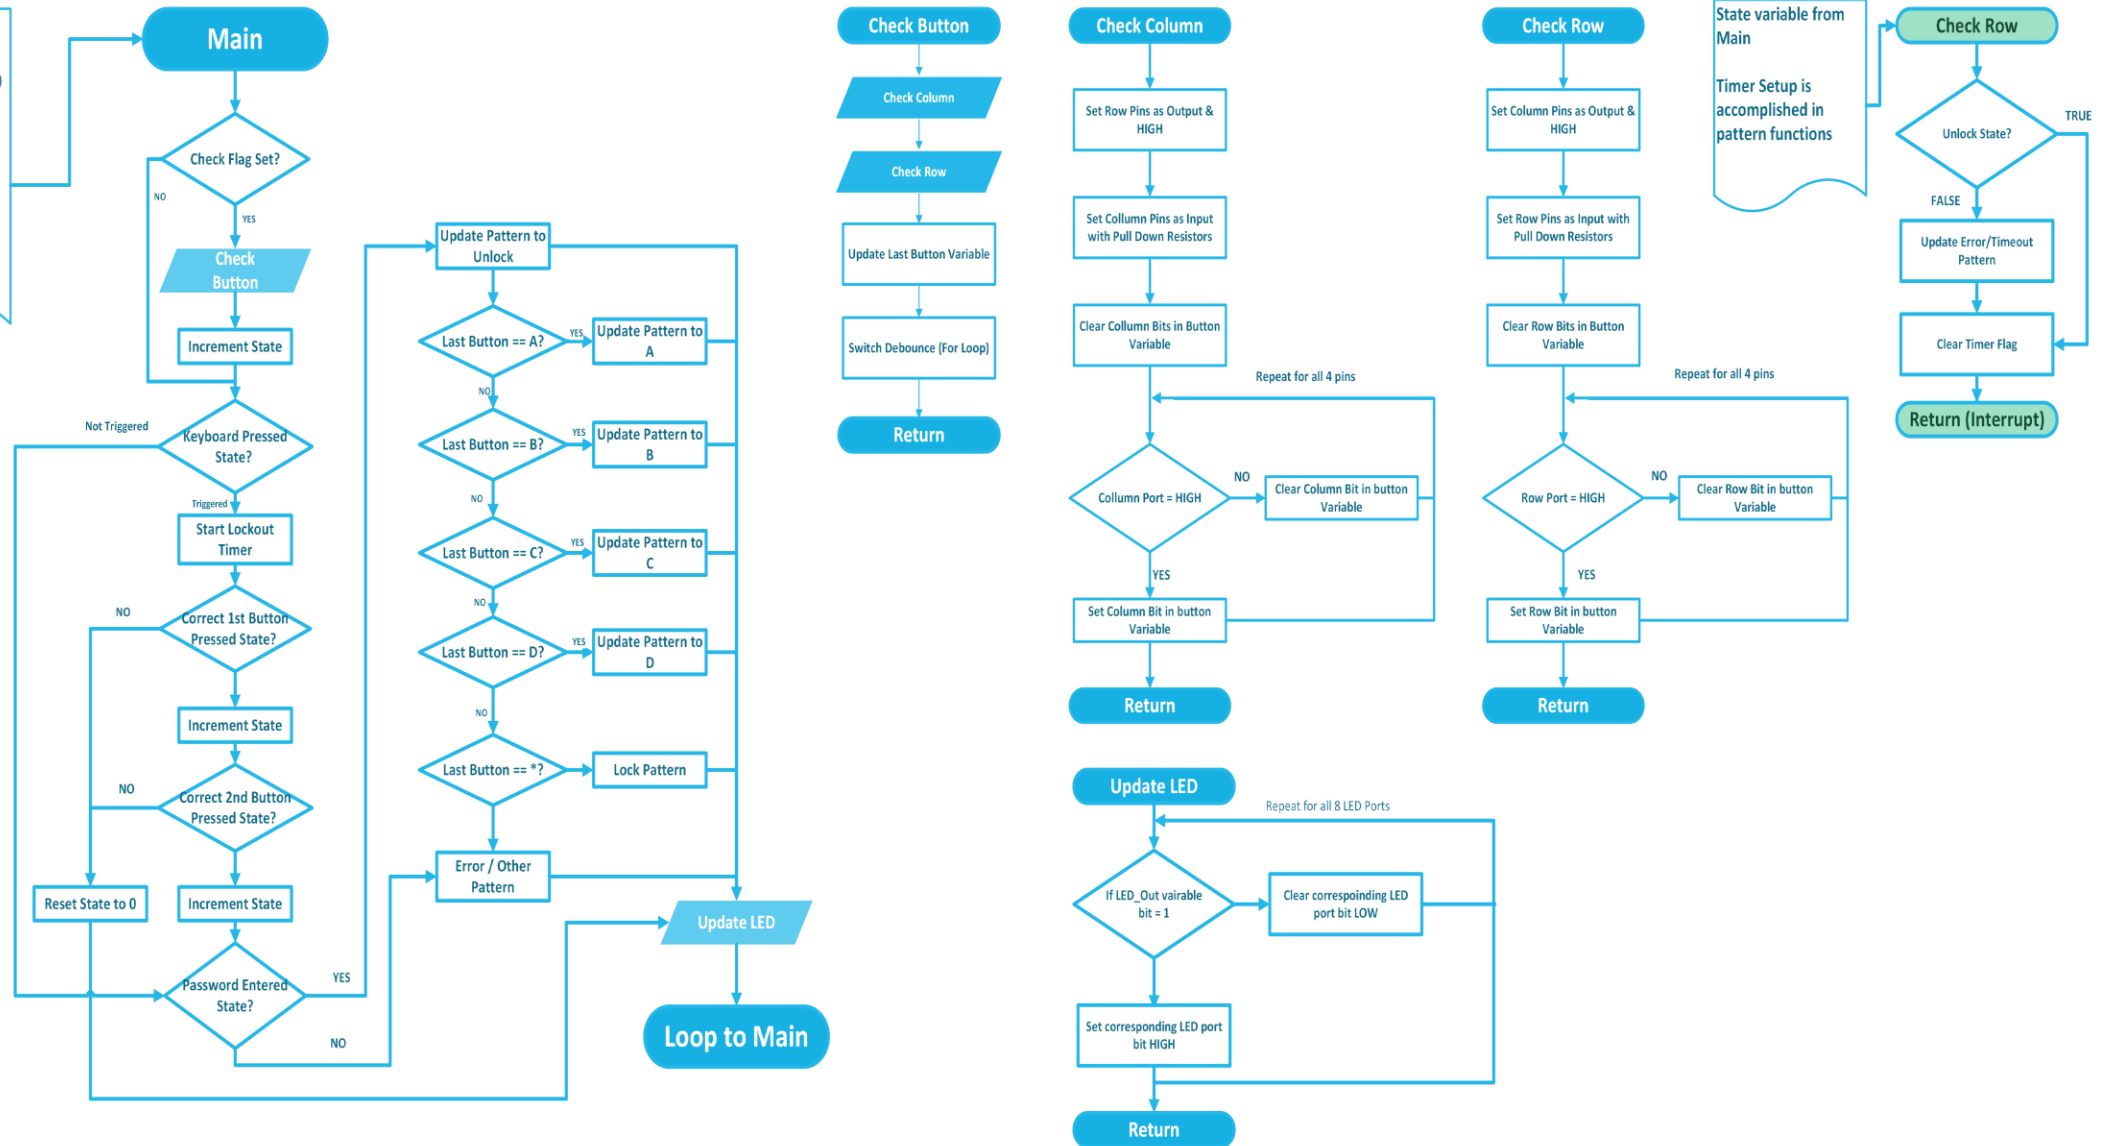 )
Main
Check Flag Set?
NO
YES
Check
Button
Increment State
Not Triggered
Keyboard Pressed
State?
Triggered
Start Lockout
Timer
NO
Correct 1st Button
Pressed State?
Increment State
NO
Correct 2nd Button
Pressed State?
Reset State to 0
Increment State
Password Entered
State?
YES
NO
Update Pattern to
Unlock
Last Button == A?
YES
Update Pattern to
A
NO
Last Button == B?
YES
Update Pattern to
B
NO
Last Button == C?
YES
Update Pattern to
C
NO
Last Button == D?
YES
Update Pattern to
D
NO
Last Button == *?
Lock Pattern
Error / Other
Pattern
Update LED
Loop to Main
Check Button
Check Column
Check Row
Update Last Button Variable
Switch Debounce (For Loop)
Return
Check Column
Set Row Pins as Output &
HIGH
Set Collumn Pins as Input
with Pull Down Resistors
Clear Collumn Bits in Button
Variable
Repeat for all 4 pins
Collumn Port = HIGH
NO
Clear Column Bit in button
Variable
YES
Set Column Bit in button
Variable
Return
Check Row
Set Column Pins as Output &
HIGH
Set Row Pins as Input with
Pull Down Resistors
Clear Row Bits in Button
Variable
Repeat for all 4 pins
Row Port = HIGH
NO
Clear Row Bit in button
Variable
YES
Set Row Bit in button
Variable
Return
State variable from
Main
Timer Setup is
accomplished in
pattern functions
Check Row
Unlock State?
TRUE
FALSE
Update Error/Timeout
Pattern
Clear Timer Flag
Return (Interrupt)
Update LED
Repeat for all 8 LED Ports
If LED_Out vairable
bit = 1
Clear correspoinding LED
port bit LOW
Set corresponding LED port
bit HIGH
Return